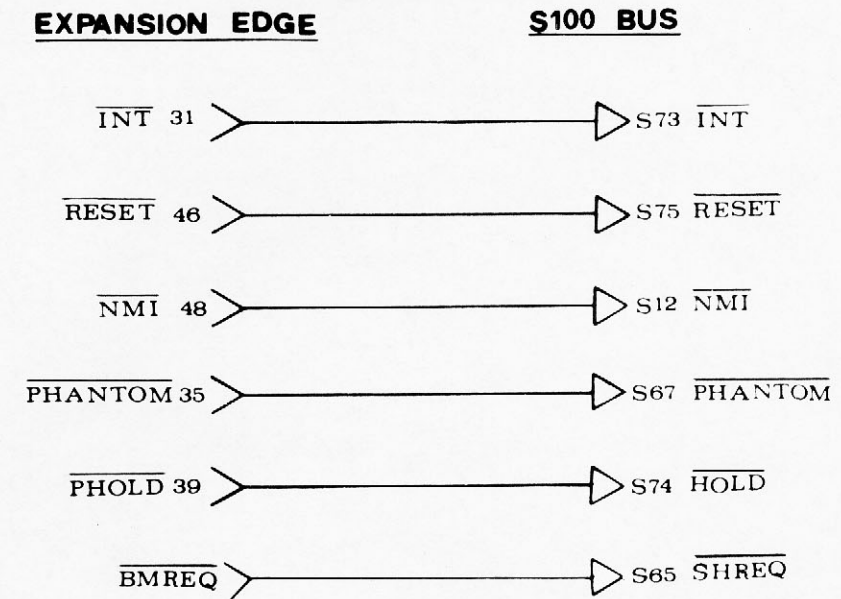 EXPANSION EDGE S100 BUS
INT 31 S73 INT
RESET 46 S75 RESET
NMI 48 S12 NMI
PHANTOM 35 S67 PHANTOM
PHOLD 39 S74 HOLD
BMREQ S65 SHREQ